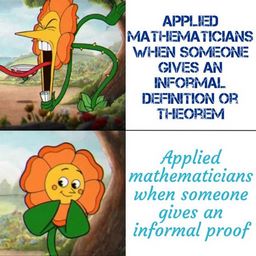 APPLIED
MATHEMATICIANS
WHEN SOMEONE
GIVES AN
INFORMAL
DEFINITION OR
THEOREM
Applied
mathematicians
when someone
gives an
informal proof